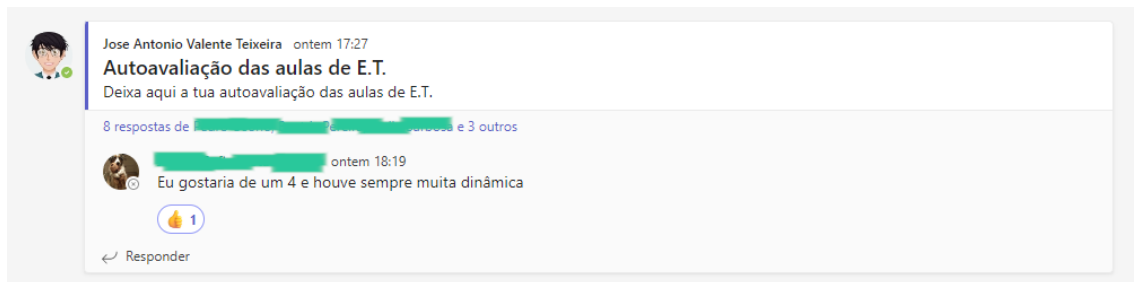 Jose Antonio Valente Teixeira ontem 17:27
Autoavaliação das aulas de E.T.
Deixa aqui a tua autoavaliação das aulas de E.T.
8 respostas de e 3 outros
ontem 18:19
Eu gostaria de um 4 e houve sempre muita dinâmica
👍 1
Responder